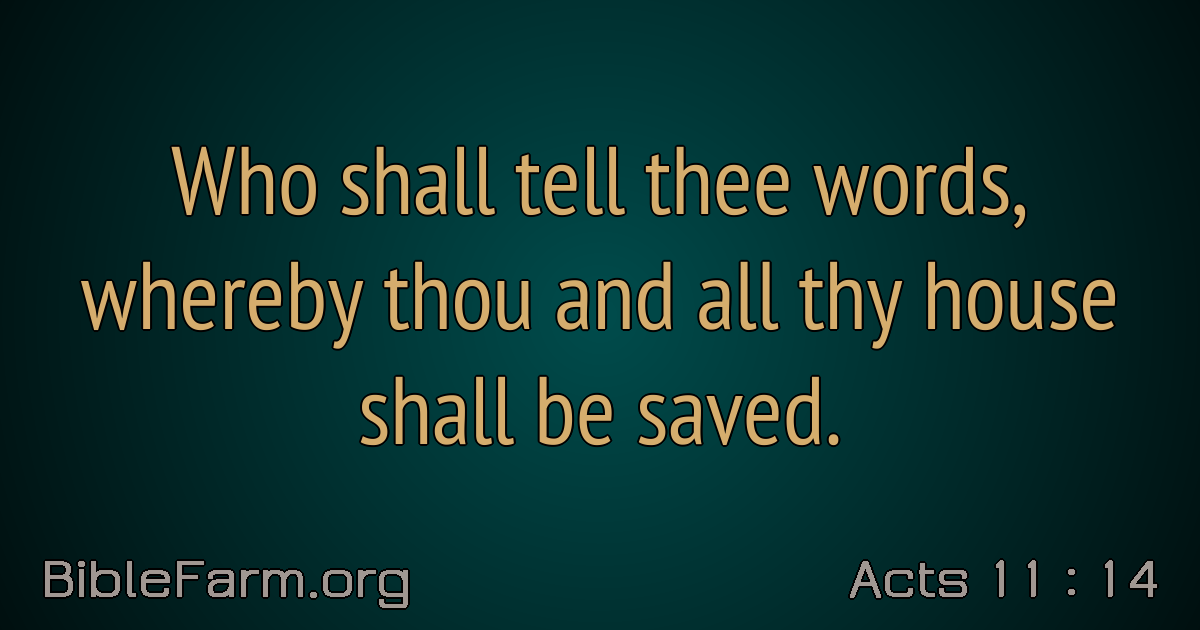 Who shall tell thee words,
whereby thou and all thy house
shall be saved.
BibleFarm.org
Acts 11 : 14